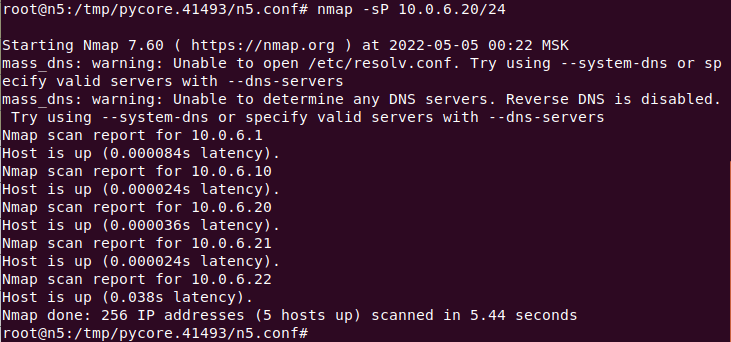 root@n5:/tmp/pycore.41493/n5.conf# nmap -sP 10.0.6.20/24
Starting Nmap 7.60 ( https://nmap.org ) at 2022-05-05 00:22 MSK
mass_dns: warning: Unable to open /etc/resolv.conf. Try using --system-dns or sp
ecify valid servers with --dns-servers
mass_dns: warning: Unable to determine any DNS servers. Reverse DNS is disabled.
 Try using --system-dns or specify valid servers with --dns-servers
Nmap scan report for 10.0.6.1
Host is up (0.000084s latency).
Nmap scan report for 10.0.6.10
Host is up (0.000024s latency).
Nmap scan report for 10.0.6.20
Host is up (0.000036s latency).
Nmap scan report for 10.0.6.21
Host is up (0.000024s latency).
Nmap scan report for 10.0.6.22
Host is up (0.038s latency).
Nmap done: 256 IP addresses (5 hosts up) scanned in 5.44 seconds
root@n5:/tmp/pycore.41493/n5.conf#